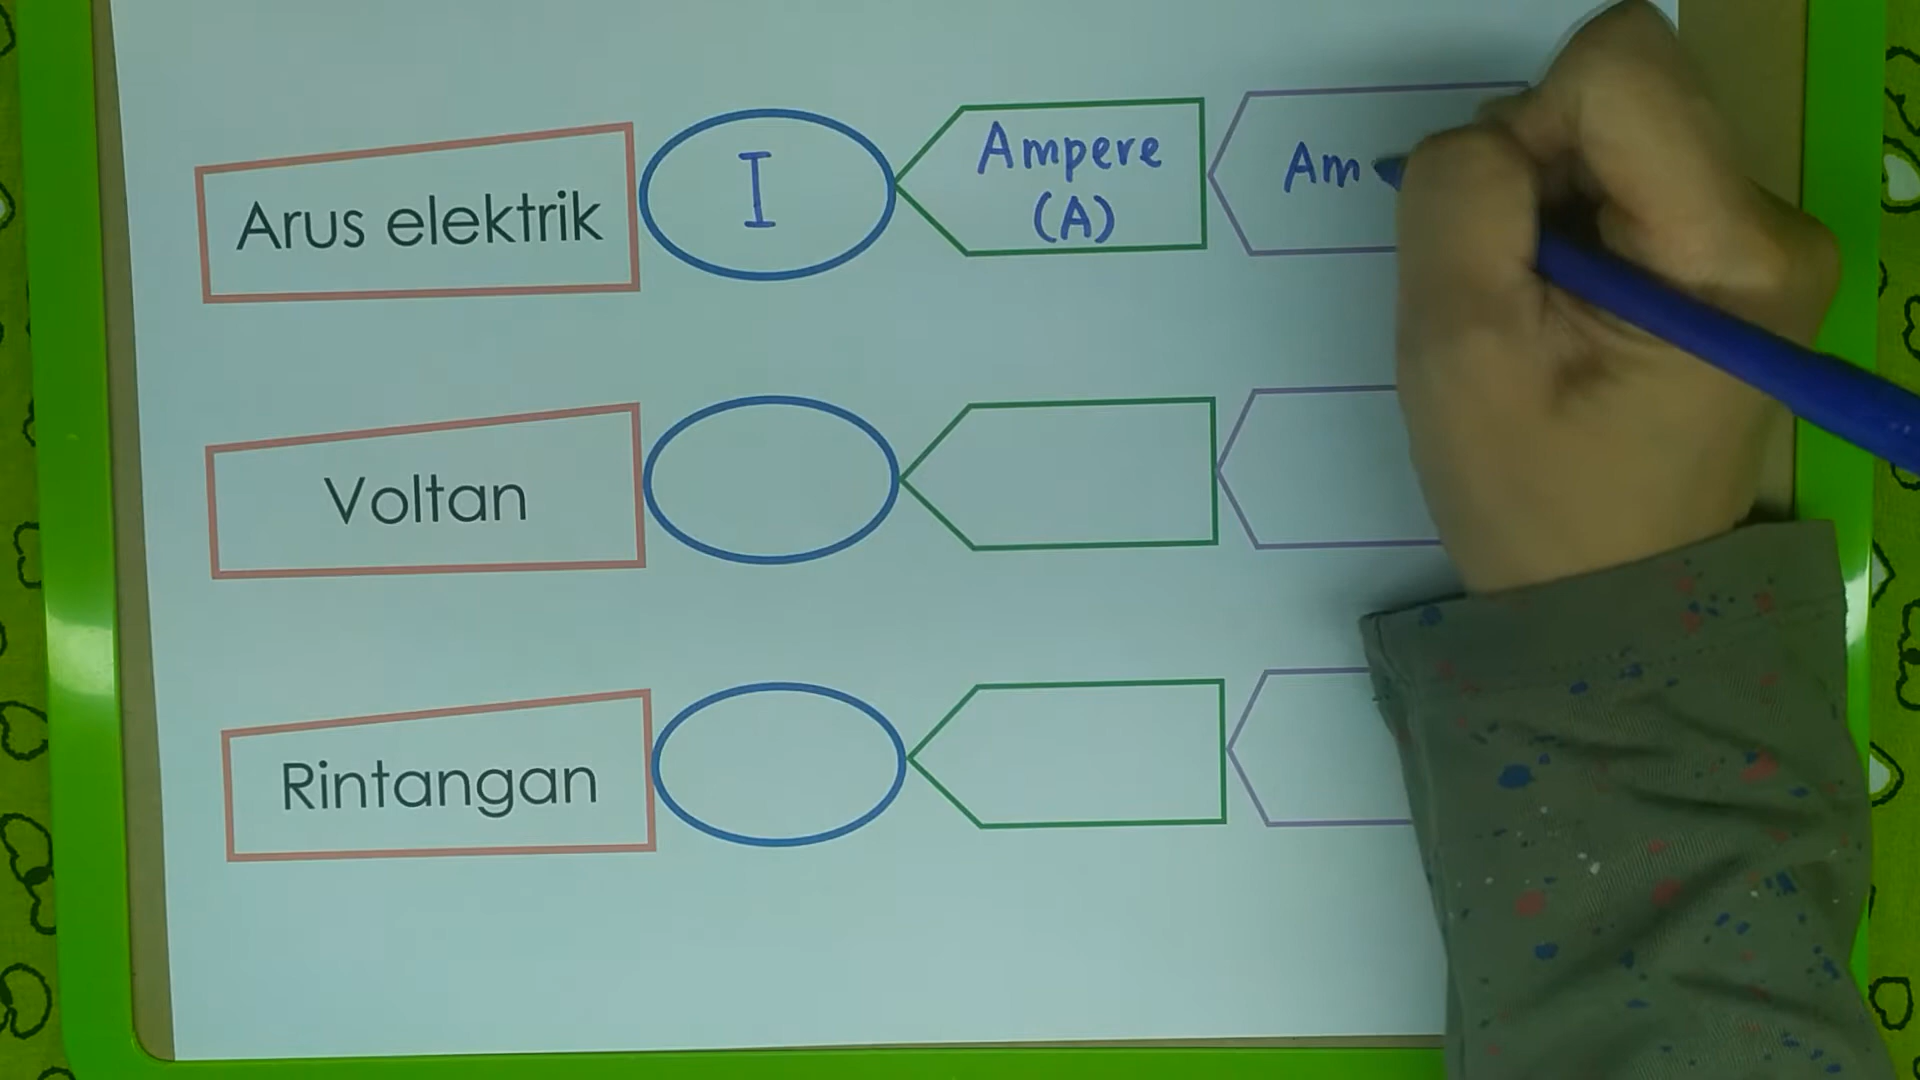 Arus elektrik
I
Ampere
(A)
Am
Voltan
Rintangan